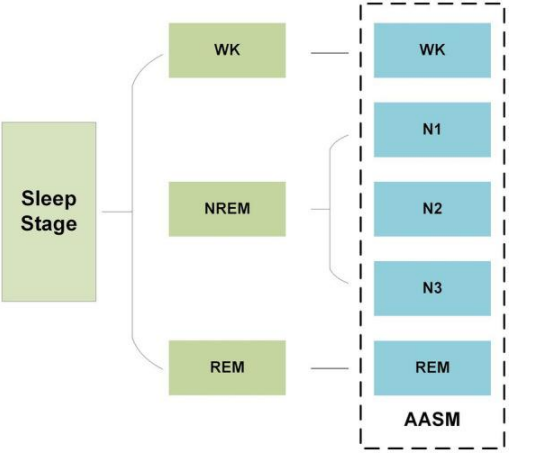 Sleep
Stage
WK
NREM
REM
WK
N1
N2
N3
REM
AASM